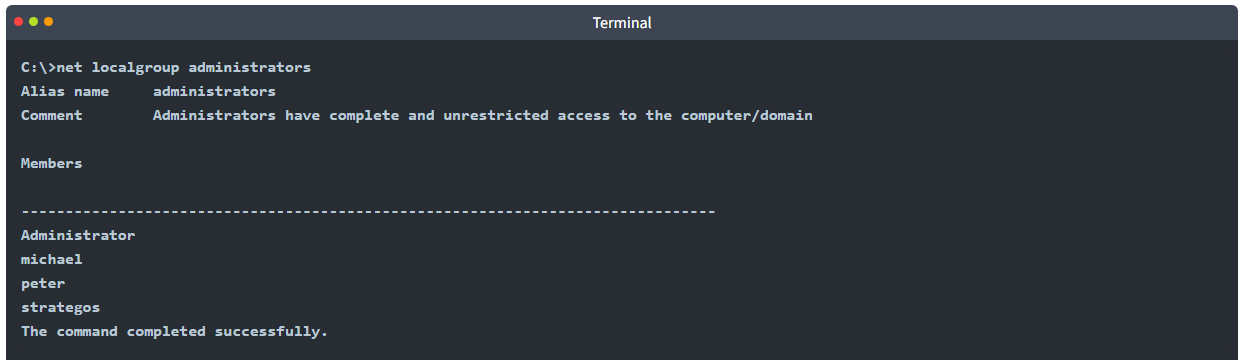 Terminal
C:\>net localgroup administrators
Alias name     administrators
Comment        Administrators have complete and unrestricted access to the computer/domain
Members
-------------------------------------------------------------------------------
Administrator
michael
peter
strategos
The command completed successfully.